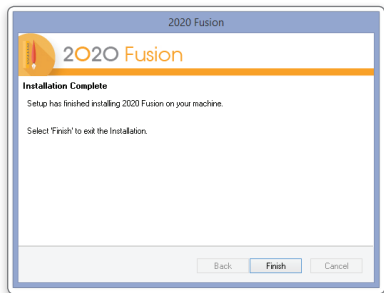 2020 Fusion
2020 Fusion
Installation Complete
Setup has finished installing 2020 Fusion on your machine.
Select 'Finish' to exit the Installation.
Back Finish Cancel